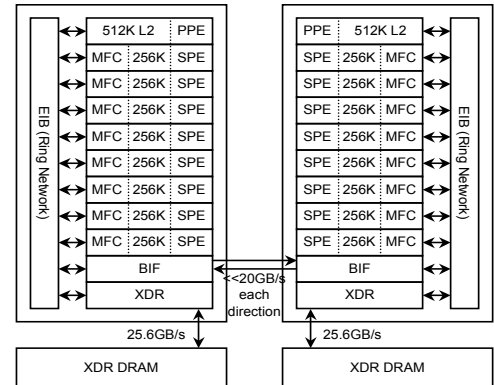 512K L2 PPE
MFC 256K SPE
MFC 256K SPE
MFC 256K SPE
MFC 256K SPE
MFC 256K SPE
MFC 256K SPE
MFC 256K SPE
MFC 256K SPE
BIF
XDR
EIB (Ring Network)
PPE 512K L2
SPE 256K MFC
SPE 256K MFC
SPE 256K MFC
SPE 256K MFC
SPE 256K MFC
SPE 256K MFC
SPE 256K MFC
SPE 256K MFC
BIF
XDR
EIB (Ring Network)
<<20GB/s
each
direction
25.6GB/s
25.6GB/s
XDR DRAM
XDR DRAM